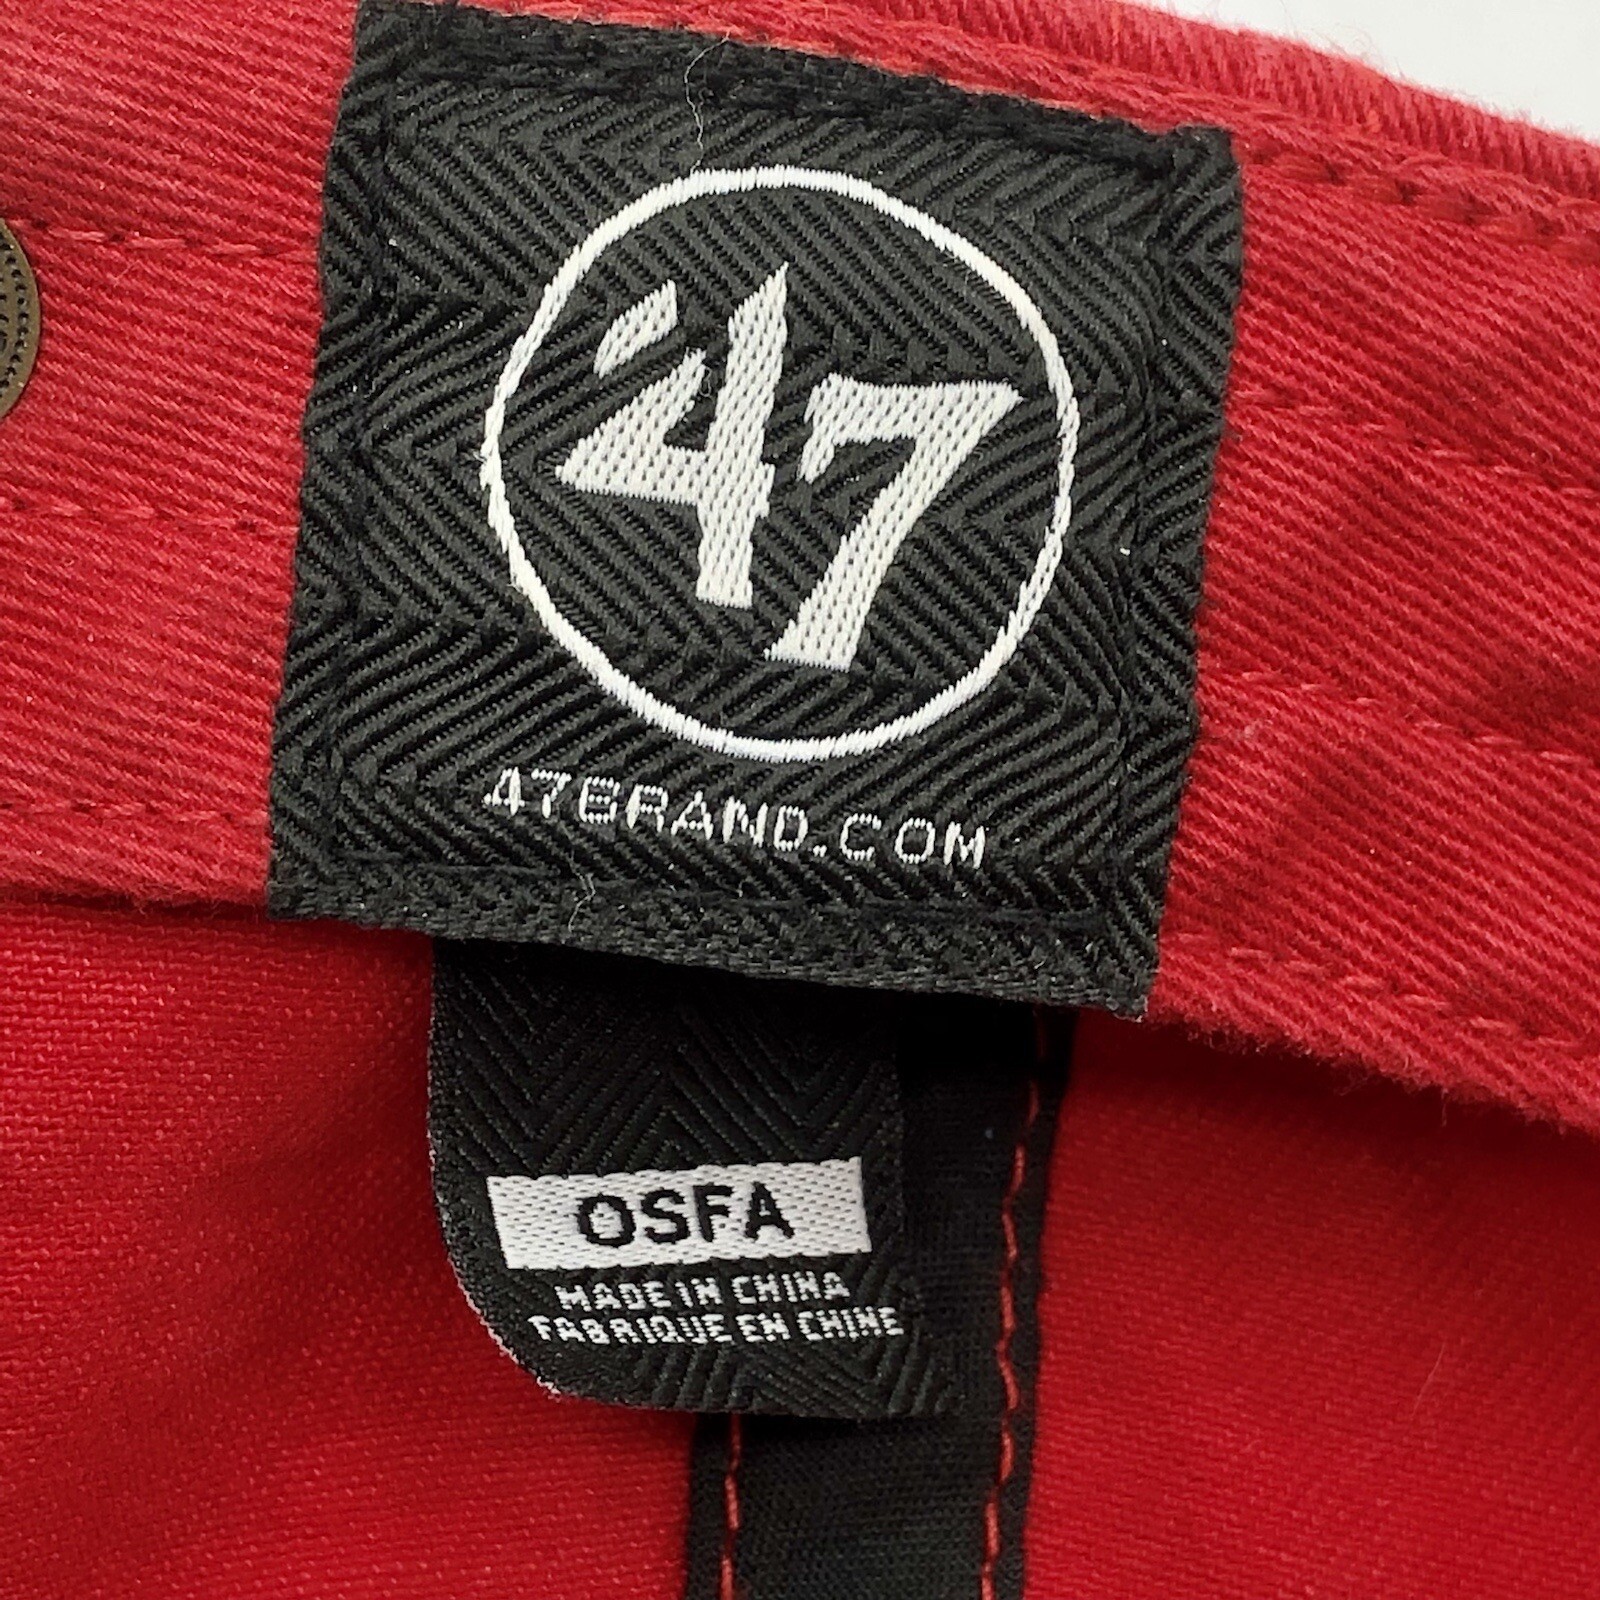 '47
47BRAND.COM
OSFA
MADE IN CHINA
FABRIQUE EN CHINE